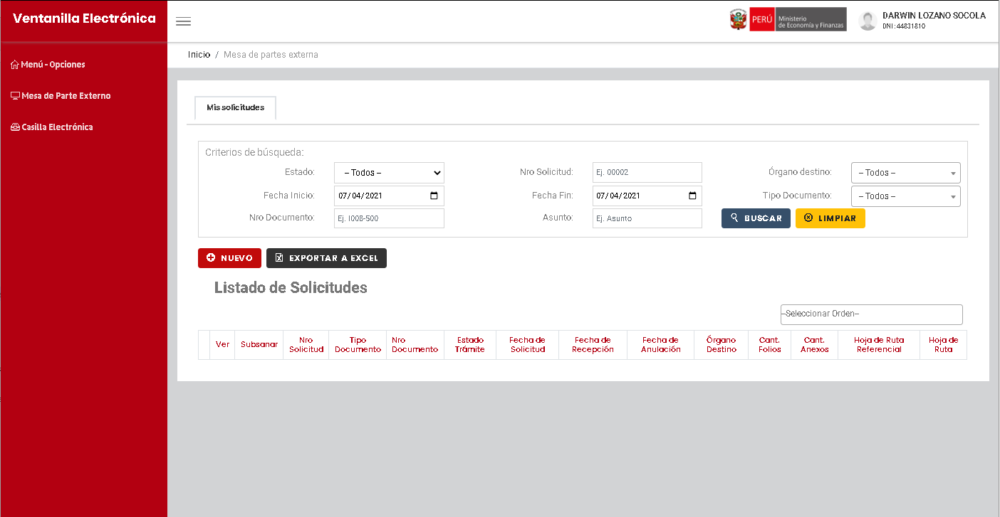 Ventanilla Electrónica
PERÚ Ministerio de Economía y Finanzas
DARWIN LOZANO SOCOLA
DNI : 44831810
Inicio / Mesa de partes externa
Menú - Opciones
Mesa de Parte Externo
Casilla Electrónica
Mis solicitudes
Criterios de búsqueda:
Estado: -- Todos -- Nro Solicitud: Ej. 00002 Órgano destino: -- Todos --
Fecha Inicio: 07/04/2021 Fecha Fin: 07/04/2021 Tipo Documento: -- Todos --
Nro Documento: Ej. I008-500 Asunto: Ej. Asunto BUSCAR LIMPIAR
NUEVO EXPORTAR A EXCEL
Listado de Solicitudes
--Seleccionar Orden--
Ver Subsanar Nro Solicitud Tipo Documento Nro Documento Estado Trámite Fecha de Solicitud Fecha de Recepción Fecha de Anulación Órgano Destino Cant. Folios Cant. Anexos Hoja de Ruta Referencial Hoja de Ruta